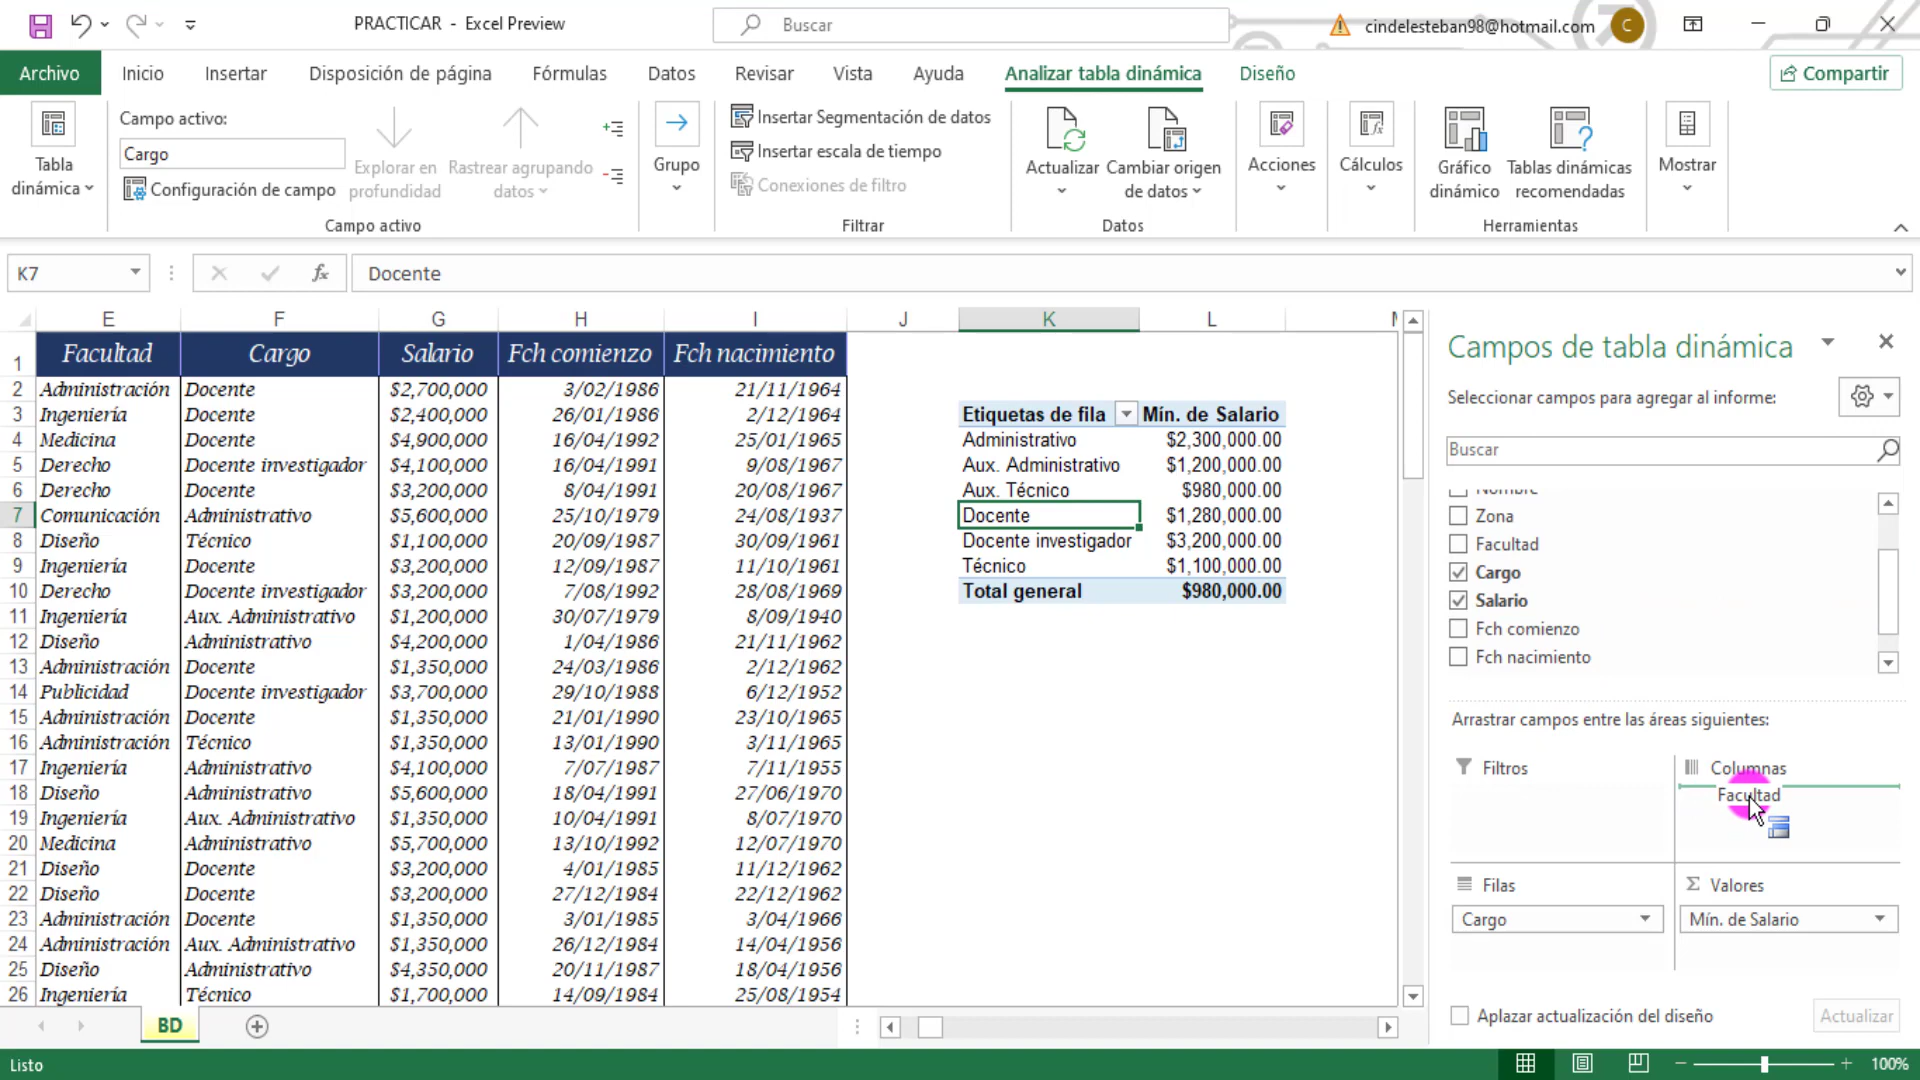 PRACTICAR - Excel Preview
Buscar
cindelesteban98@hotmail.com
C
Archivo
Inicio
Insertar
Disposición de página
Fórmulas
Datos
Revisar
Vista
Ayuda
Analizar tabla dinámica
Diseño
Compartir
Tabla
dinámica
Campo activo:
Cargo
Configuración de campo
Explorar en
profundidad
Rastrear agrupando
datos
Campo activo
Grupo
Insertar Segmentación de datos
Insertar escala de tiempo
Conexiones de filtro
Filtrar
Actualizar
Cambiar origen
de datos
Datos
Acciones
Cálculos
Gráfico
dinámico
Tablas dinámicas
recomendadas
Herramientas
Mostrar
K7
fx
Docente
E F G H I J K L
1 Facultad Cargo Salario Fch comienzo Fch nacimiento
2 Administración Docente $2,700,000 3/02/1986 21/11/1964
3 Ingeniería Docente $2,400,000 26/01/1986 2/12/1964
4 Medicina Docente $4,900,000 16/04/1992 25/01/1965
5 Derecho Docente investigador $4,100,000 16/04/1991 9/08/1967
6 Derecho Docente $3,200,000 8/04/1991 20/08/1967
7 Comunicación Administrativo $5,600,000 25/10/1979 24/08/1937
8 Diseño Técnico $1,100,000 20/09/1987 30/09/1961
9 Ingeniería Docente $3,200,000 12/09/1987 11/10/1961
10 Derecho Docente investigador $3,200,000 7/08/1992 28/08/1969
11 Ingeniería Aux. Administrativo $1,200,000 30/07/1979 8/09/1940
12 Diseño Administrativo $4,200,000 1/04/1986 21/11/1962
13 Administración Docente $1,350,000 24/03/1986 2/12/1962
14 Publicidad Docente investigador $3,700,000 29/10/1988 6/12/1952
15 Administración Docente $1,350,000 21/01/1990 23/10/1965
16 Administración Técnico $1,350,000 13/01/1990 3/11/1965
17 Ingeniería Administrativo $4,100,000 7/07/1987 7/11/1955
18 Diseño Administrativo $5,600,000 18/04/1991 27/06/1970
19 Ingeniería Aux. Administrativo $1,350,000 10/04/1991 8/07/1970
20 Medicina Administrativo $5,700,000 13/10/1992 12/07/1970
21 Diseño Docente $3,200,000 4/01/1985 11/12/1962
22 Diseño Docente $3,200,000 27/12/1984 22/12/1962
23 Administración Docente $1,350,000 3/01/1985 3/04/1966
24 Administración Aux. Administrativo $1,350,000 26/12/1984 14/04/1956
25 Diseño Administrativo $4,350,000 20/11/1987 18/04/1956
26 Ingeniería Técnico $1,700,000 14/09/1984 25/08/1954
Etiquetas de fila Mín. de Salario
Administrativo $2,300,000.00
Aux. Administrativo $1,200,000.00
Aux. Técnico $980,000.00
Docente $1,280,000.00
Docente investigador $3,200,000.00
Técnico $1,100,000.00
Total general $980,000.00
Campos de tabla dinámica
Seleccionar campos para agregar al informe:
Buscar
Nombre
Zona
Facultad
Cargo
Salario
Fch comienzo
Fch nacimiento
Arrastrar campos entre las áreas siguientes:
Filtros
Columnas
Facultad
Filas
Cargo
Σ Valores
Mín. de Salario
Aplazar actualización del diseño
Actualizar
BD
Listo
100%